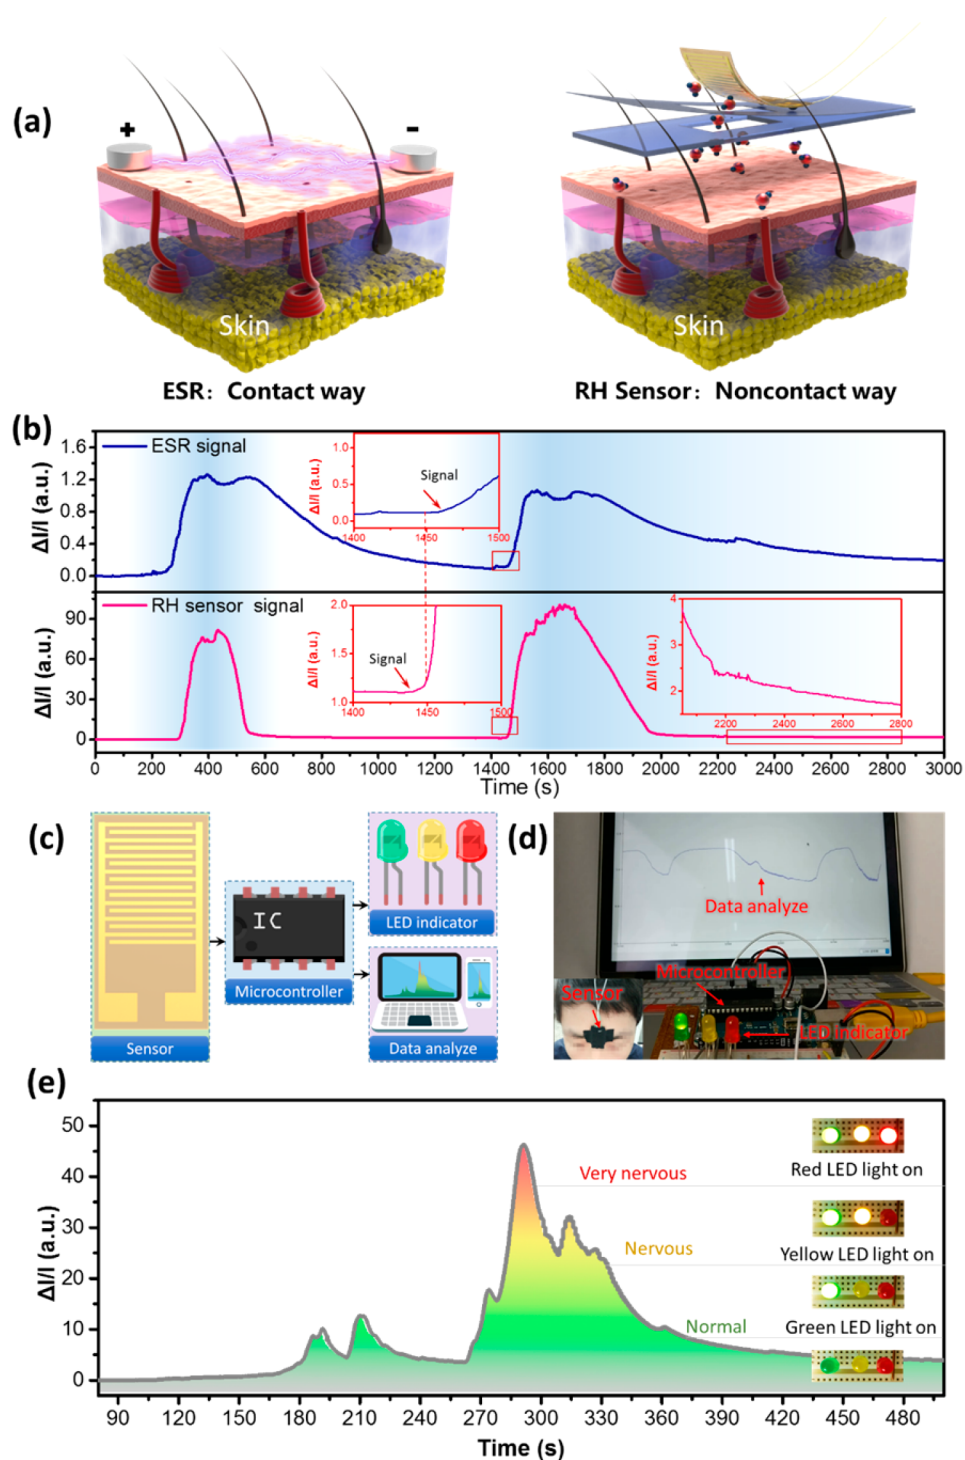 (a)
+
-
Skin
Skin
ESR: Contact way
RH Sensor: Noncontact way
(b)
ESR signal
ΔI/I (a.u.)
1.6
1.2
0.8
0.4
0.0
ΔI/I (a.u.)
1.0
0.5
0.0
Signal
1400
1450
1500
RH sensor signal
ΔI/I (a.u.)
90
60
30
0
ΔI/I (a.u.)
2.0
1.5
1.0
Signal
1400
1450
1500
ΔI/I (a.u.)
4
3
2
2200
2400
2600
2800
0 200 400 600 800 1000 1200 1400 1600 1800 2000 2200 2400 2600 2800 3000
Time (s)
(c)
Sensor
IC
Microcontroller
LED indicator
Data analyze
(d)
Data analyze
Microcontroller
Sensor
LED indicator
(e)
ΔI/I (a.u.)
50
40
30
20
10
0
Very nervous
Nervous
Normal
Red LED light on
Yellow LED light on
Green LED light on
90 120 150 180 210 240 270 300 330 360 390 420 450 480
Time (s)